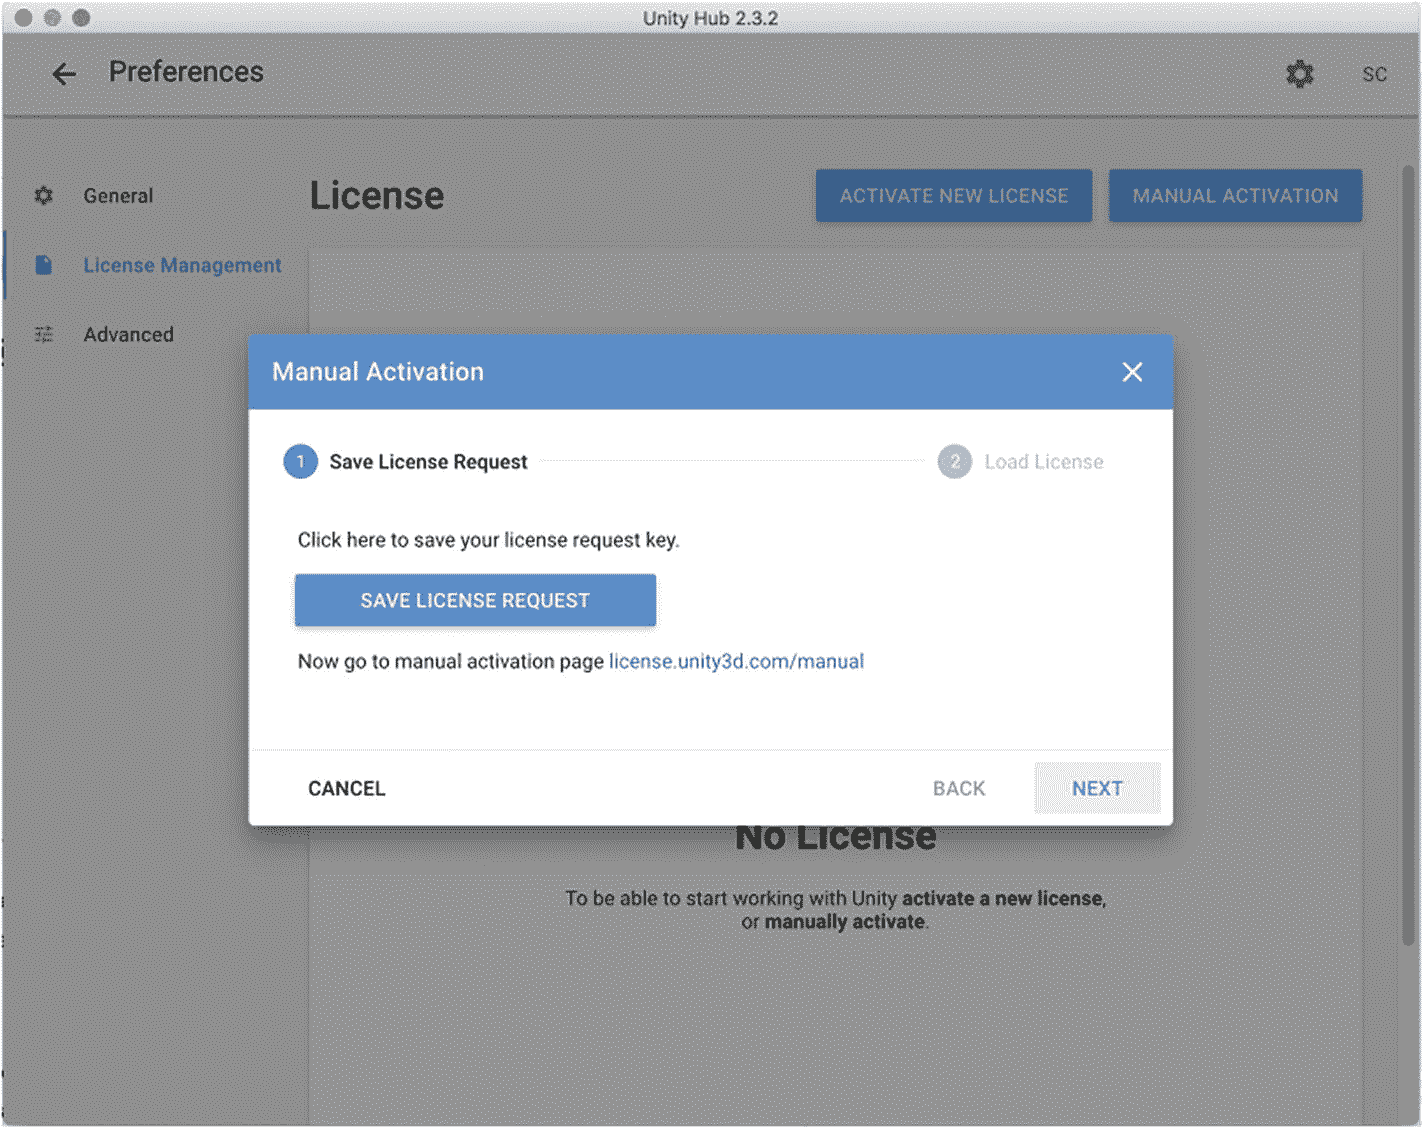 Unity Hub 2.3.2
Preferences
SC
General
License
ACTIVATE NEW LICENSE
MANUAL ACTIVATION
License Management
Advanced
Manual Activation
1 Save License Request
2 Load License
Click here to save your license request key.
SAVE LICENSE REQUEST
Now go to manual activation page license.unity3d.com/manual
CANCEL
BACK
NEXT
No License
To be able to start working with Unity activate a new license,
or manually activate.